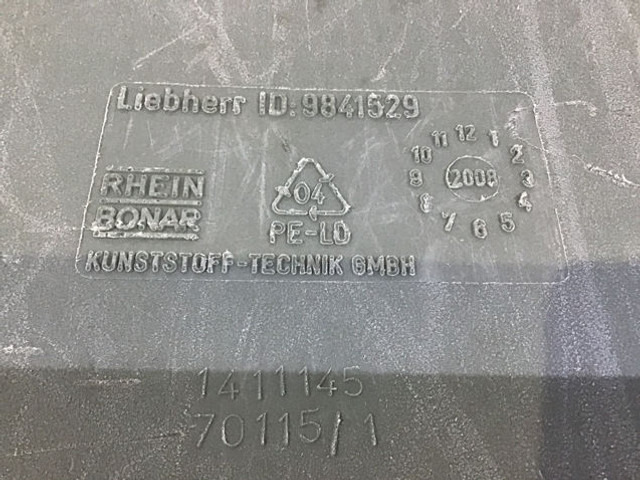 Liebherr ID:9841529
RHEIN
BONAR
04
PE-LD
12 1 2 3 4 5 6 7 8 9 10 11
2008
KUNSTSTOFF-TECHNIK GMBH
1411145
70115/1